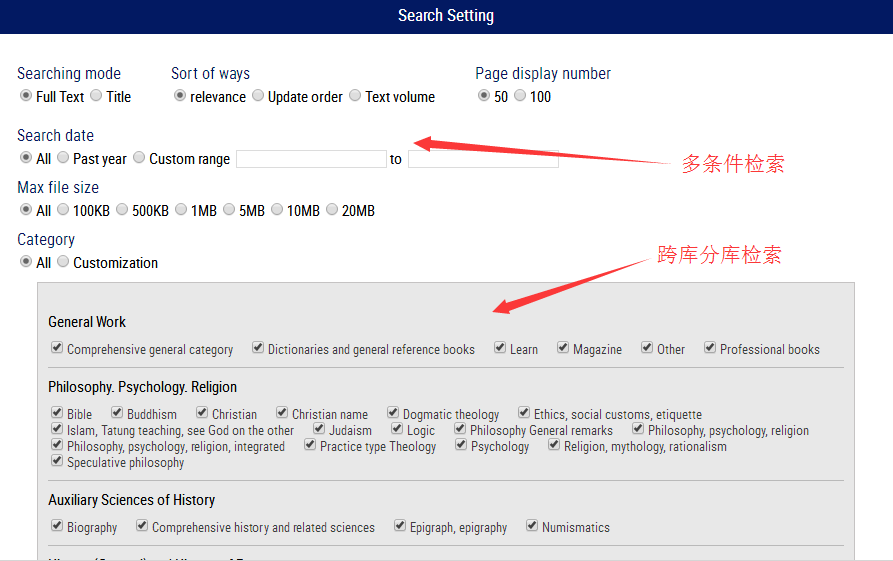 Search Setting
Searching mode Sort of ways Page display number
Full Text Title relevance Update order Text volume 50 100
Search date
All Past year Custom range to
多条件检索
Max file size
All 100KB 500KB 1MB 5MB 10MB 20MB
Category
跨库分库检索
All Customization
General Work
Comprehensive general category Dictionaries and general reference books Learn Magazine Other Professional books
Philosophy. Psychology. Religion
Bible Buddhism Christian Christian name Dogmatic theology Ethics, social customs, etiquette
Islam, Tatung teaching, see God on the other Judaism Logic Philosophy General remarks Philosophy, psychology, religion
Philosophy, psychology, religion, integrated Practice type Theology Psychology Religion, mythology, rationalism
Speculative philosophy
Auxiliary Sciences of History
Biography Comprehensive history and related sciences Epigraph, epigraphy Numismatics